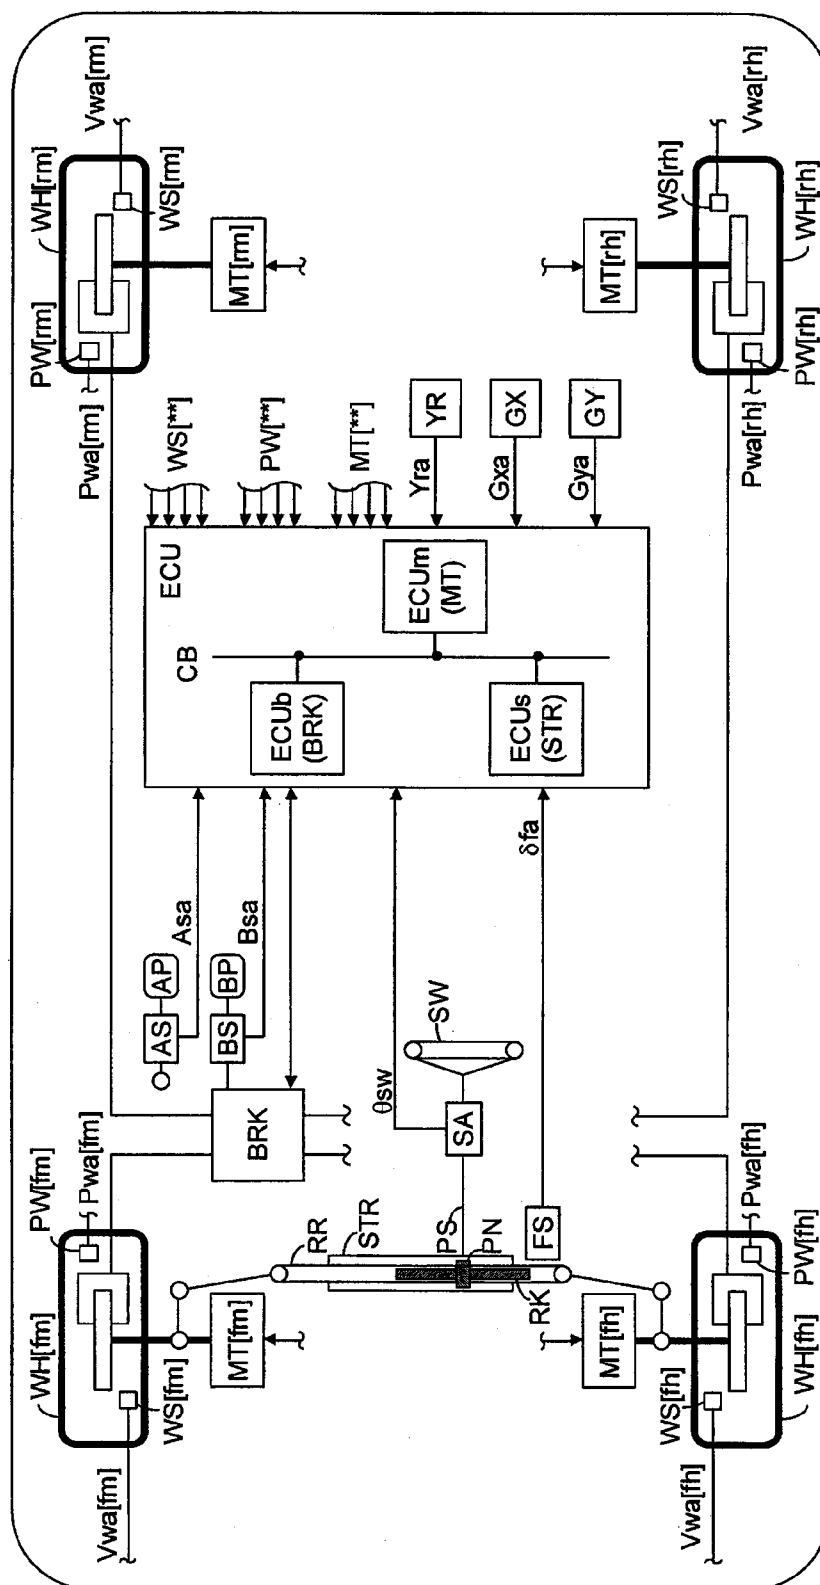 Vwa[fm]
WH[fm]
WS[fm]
PW[fm]
Pwa[fm]
MT[fm]
PW[rm]
Pwa[rm]
WH[rm]
Vwa[rm]
WS[rm]
MT[rm]
AS
AP
Asa
BS
BP
Bsa
BRK
RR
STR
PS
PN
RK
FS
SA
SW
θsw
δfa
CB
ECU
ECUb
(BRK)
ECUm
(MT)
ECUs
(STR)
WS[**]
PW[**]
MT[**]
Yra
YR
Gxa
GX
Gya
GY
Vwa[fh]
WS[fh]
WH[fh]
MT[fh]
Pwa[fh]
PW[fh]
Pwa[rh]
PW[rh]
MT[rh]
WS[rh]
Vwa[rh]
WH[rh]